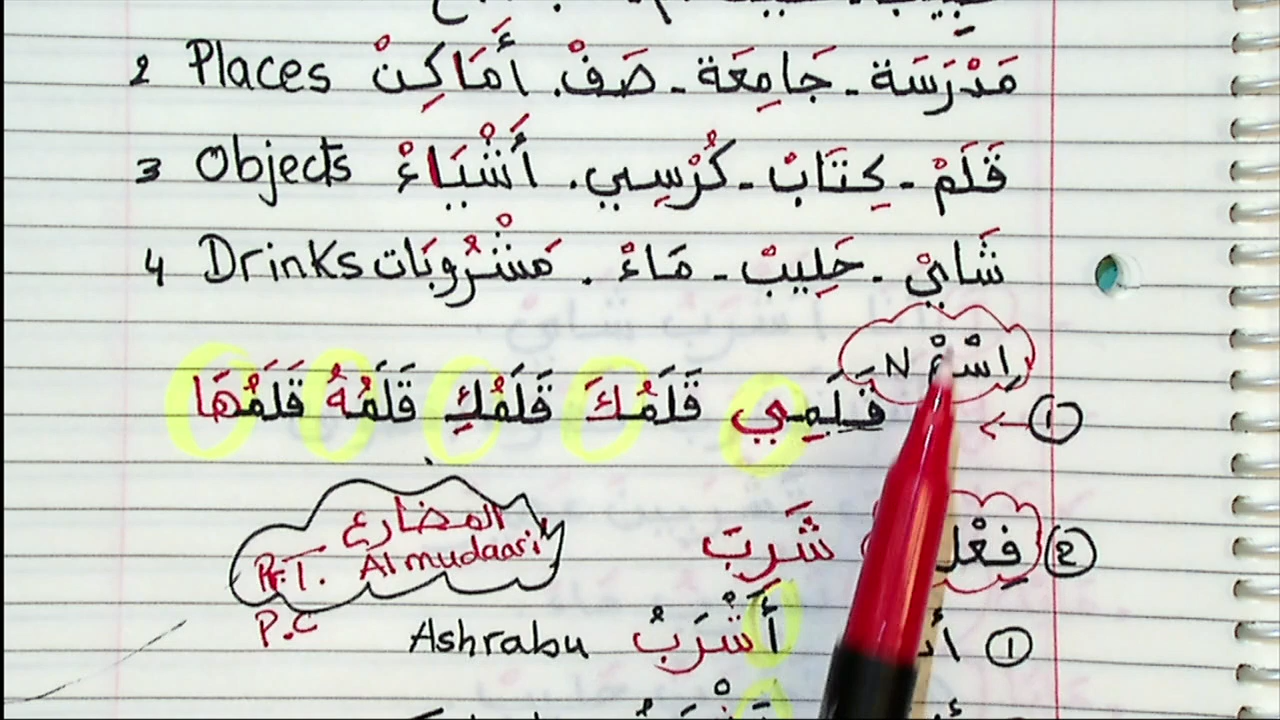 2 Places مَدْرَسَة - جَامِعَة - صَفْ. أَمَاكِنْ
3 Objects قَلَمْ - كِتَابْ - كُرْسِي. أَشْيَاءْ
4 Drinks شَايْ - حَلِيبْ - مَاءْ. مَشْرُوبَات
اِسْمْ N
1 ← قَلَمِي قَلَمُكَ قَلَمُكِ قَلَمُهُ قَلَمُهَا
2 فِعْل شَرِبَ
المضارع
Pr.T. Al mudaari'
P.C
1 أَشْرَبُ Ashrabu